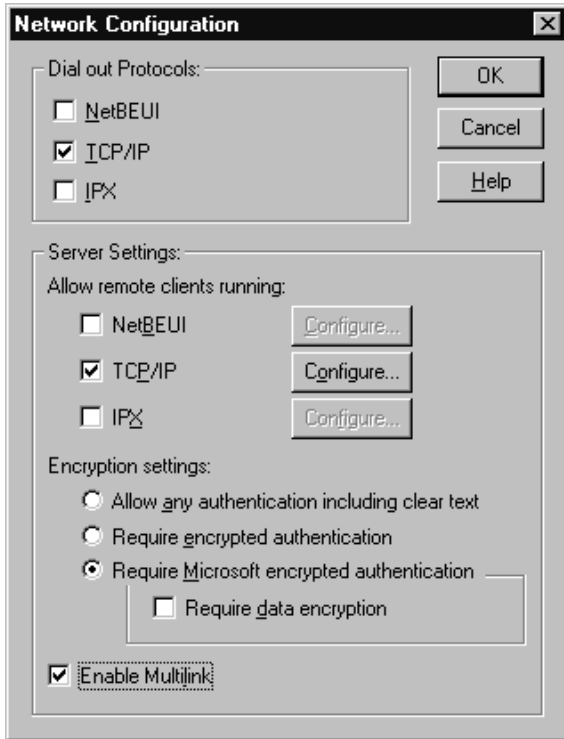 Network Configuration
Dial out Protocols:
NetBEUI
TCP/IP
IPX
OK
Cancel
Help
Server Settings:
Allow remote clients running:
NetBEUI Configure...
TCP/IP Configure...
IPX Configure...
Encryption settings:
Allow any authentication including clear text
Require encrypted authentication
Require Microsoft encrypted authentication
Require data encryption
Enable Multilink